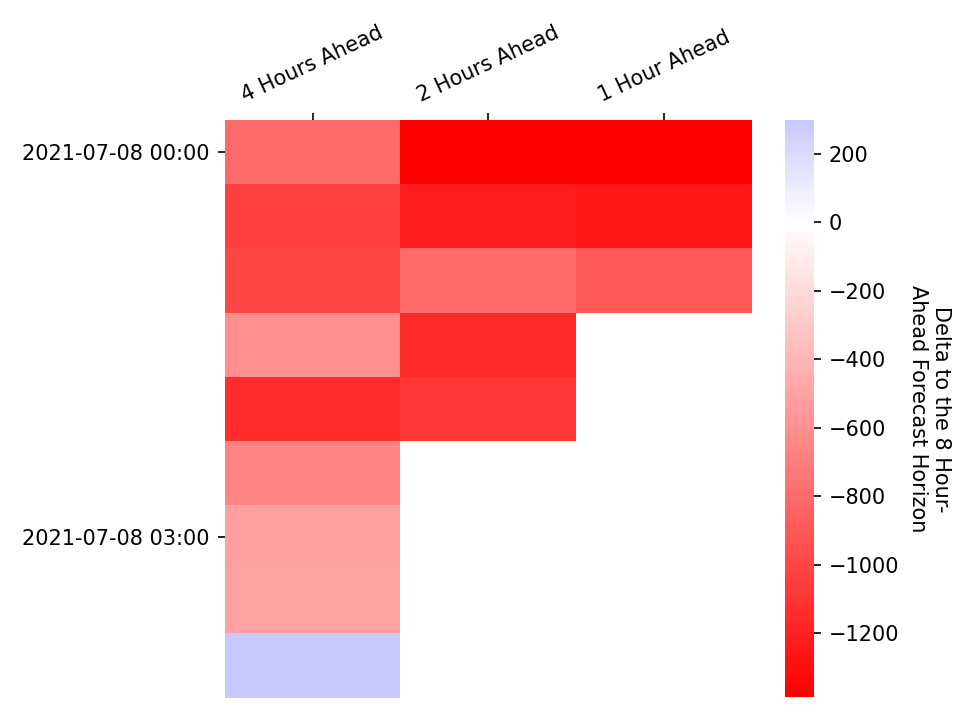 4 Hours Ahead
2 Hours Ahead
1 Hour Ahead
2021-07-08 00:00
2021-07-08 03:00
200
0
−200
−400
−600
−800
−1000
−1200
Delta to the 8 Hour-
Ahead Forecast Horizon